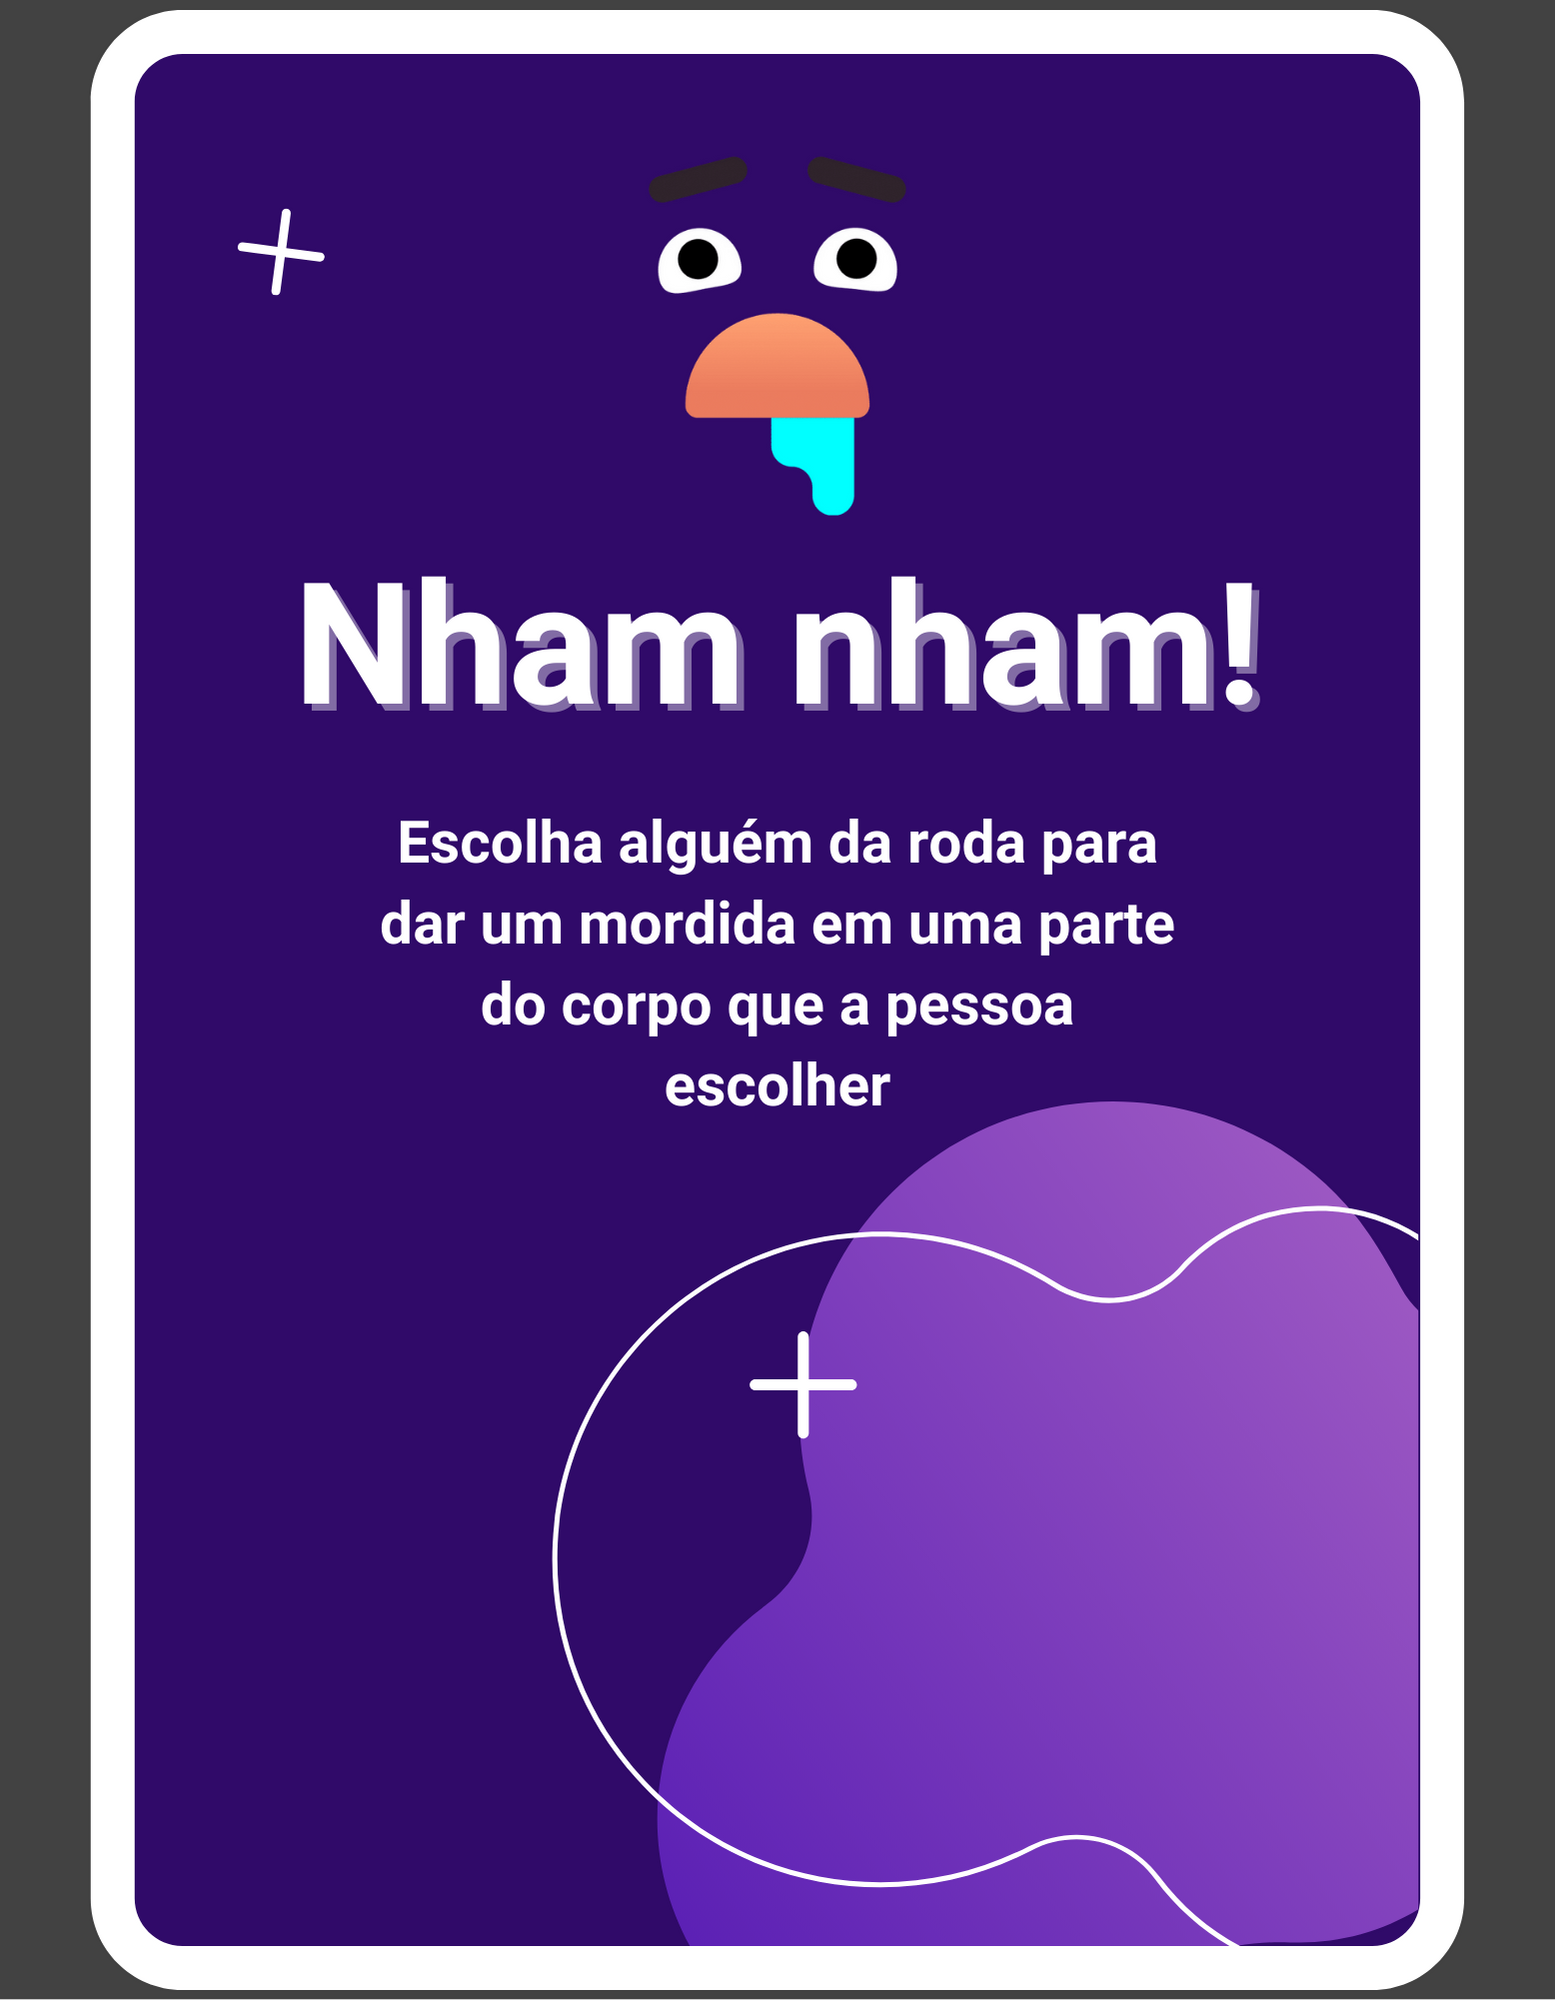 Nham nham!
Escolha alguém da roda para
dar um mordida em uma parte
do corpo que a pessoa
escolher